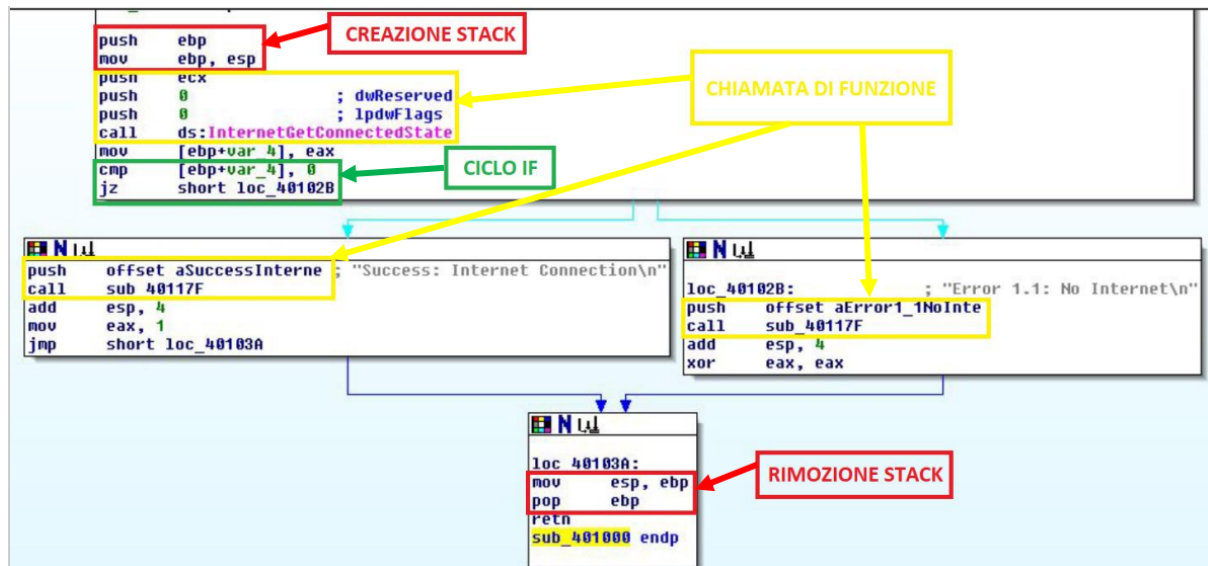 push ebp
mov ebp, esp
CREAZIONE STACK
push ecx
push 0 ; dwReserved
push 0 ; lpdwFlags
call ds:InternetGetConnectedState
CHIAMATA DI FUNZIONE
mov [ebp+var_4], eax
cmp [ebp+var_4], 0
jz short loc_40102B
CICLO IF
push offset aSuccessInterne ; "Success: Internet Connection\n"
call sub_40117F
add esp, 4
mov eax, 1
jmp short loc_40103A
loc_40102B: ; "Error 1.1: No Internet\n"
push offset aError1_1NoInte
call sub_40117F
add esp, 4
xor eax, eax
loc_40103A:
mov esp, ebp
pop ebp
retn
sub_401000 endp
RIMOZIONE STACK